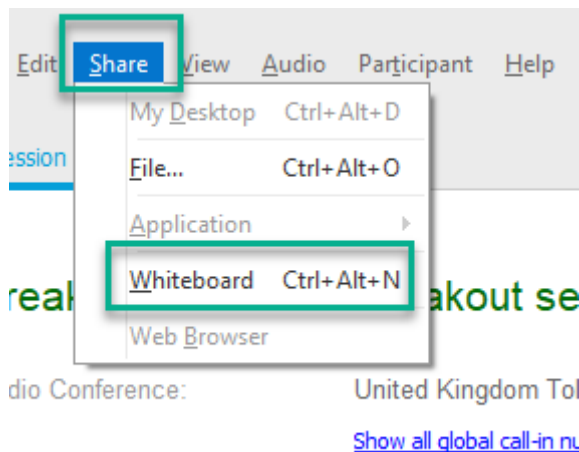 Edit Share View Audio Participant Help
My Desktop Ctrl+Alt+D
ession
File... Ctrl+Alt+O
Application
Whiteboard Ctrl+Alt+N
reak akout se
Web Browser
dio Conference: United Kingdom Tol
Show all global call-in nu